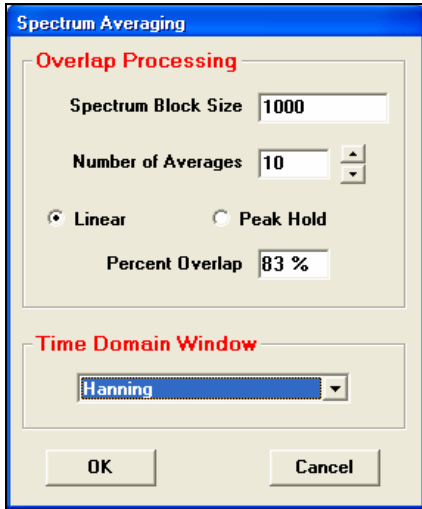 Spectrum Averaging
Overlap Processing
Spectrum Block Size 1000
Number of Averages 10
Linear Peak Hold
Percent Overlap 83 %
Time Domain Window
Hanning
OK Cancel